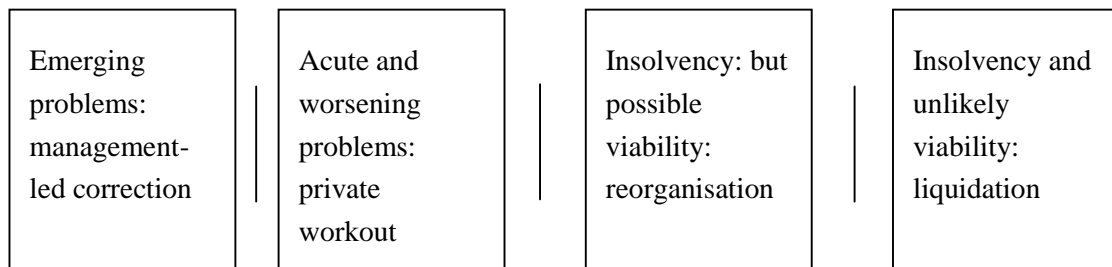 Emerging
problems:
management-
led correction
Acute and
worsening
problems:
private
workout
Insolvency: but
possible
viability:
reorganisation
Insolvency and
unlikely
viability:
liquidation